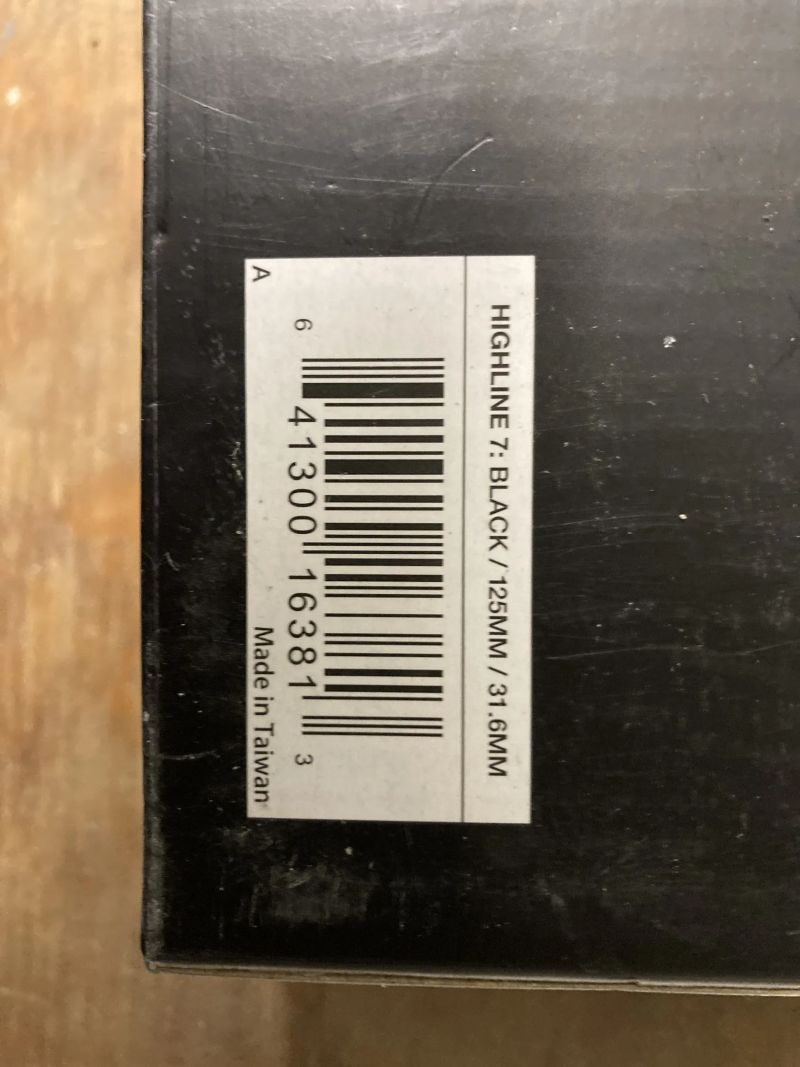 HIGHLINE 7: BLACK / 125MM / 31.6MM
6 41300 16381 3
A Made in Taiwan